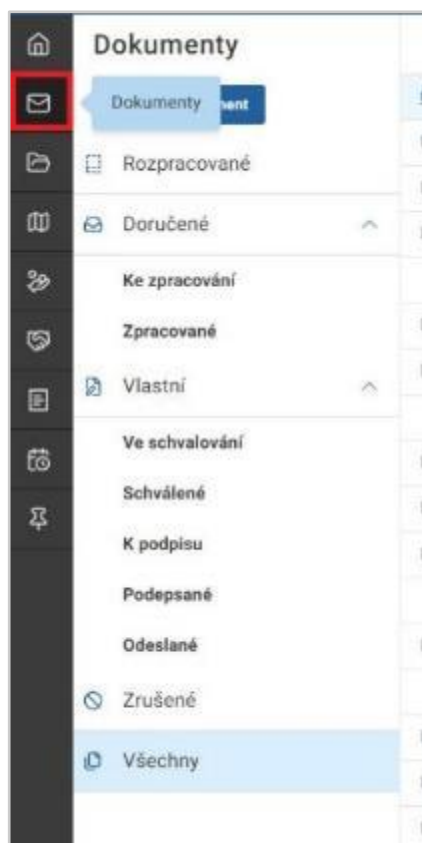 Dokumenty
Dokumenty
Rozpracované
Doručené
Ke zpracování
Zpracované
Vlastní
Ve schvalování
Schválené
K podpisu
Podepsané
Odeslané
Zrušené
Všechny